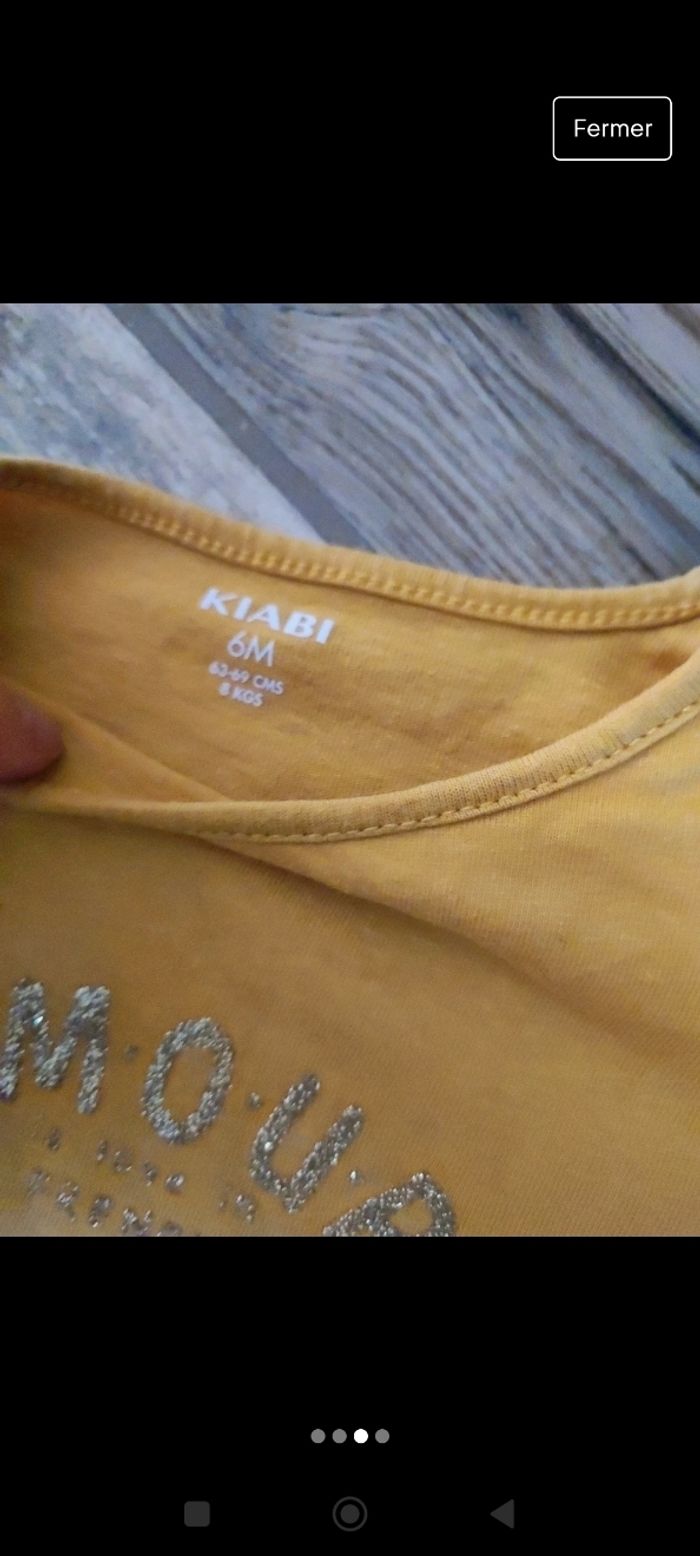 Fermer
KIABI
6M
63-69 CMS
8 KGS
M.O.U.R